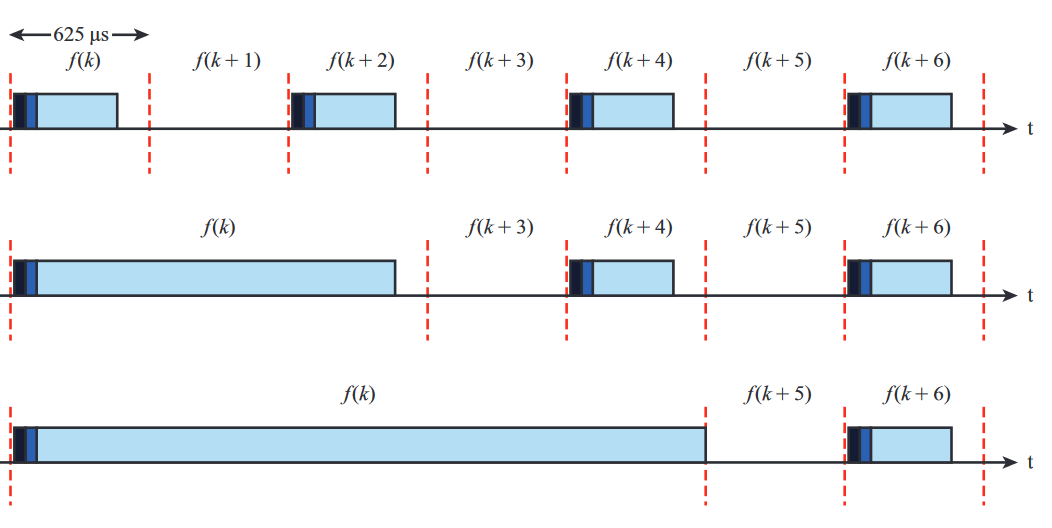 625 μs
f(k) f(k + 1) f(k + 2) f(k + 3) f(k + 4) f(k + 5) f(k + 6)
t
f(k) f(k + 3) f(k + 4) f(k + 5) f(k + 6)
t
f(k) f(k + 5) f(k + 6)
t